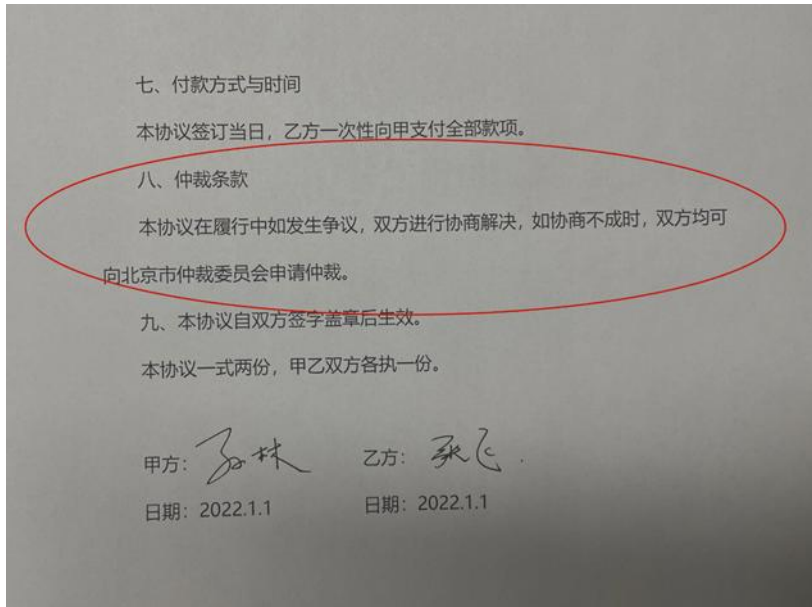 七、付款方式与时间
本协议签订当日，乙方一次性向甲支付全部款项。
八、仲裁条款
本协议在履行中如发生争议，双方进行协商解决，如协商不成时，双方均可
向北京市仲裁委员会申请仲裁。
九、本协议自双方签字盖章后生效。
本协议一式两份，甲乙双方各执一份。
甲方：孙林 乙方：张飞
日期：2022.1.1 日期：2022.1.1